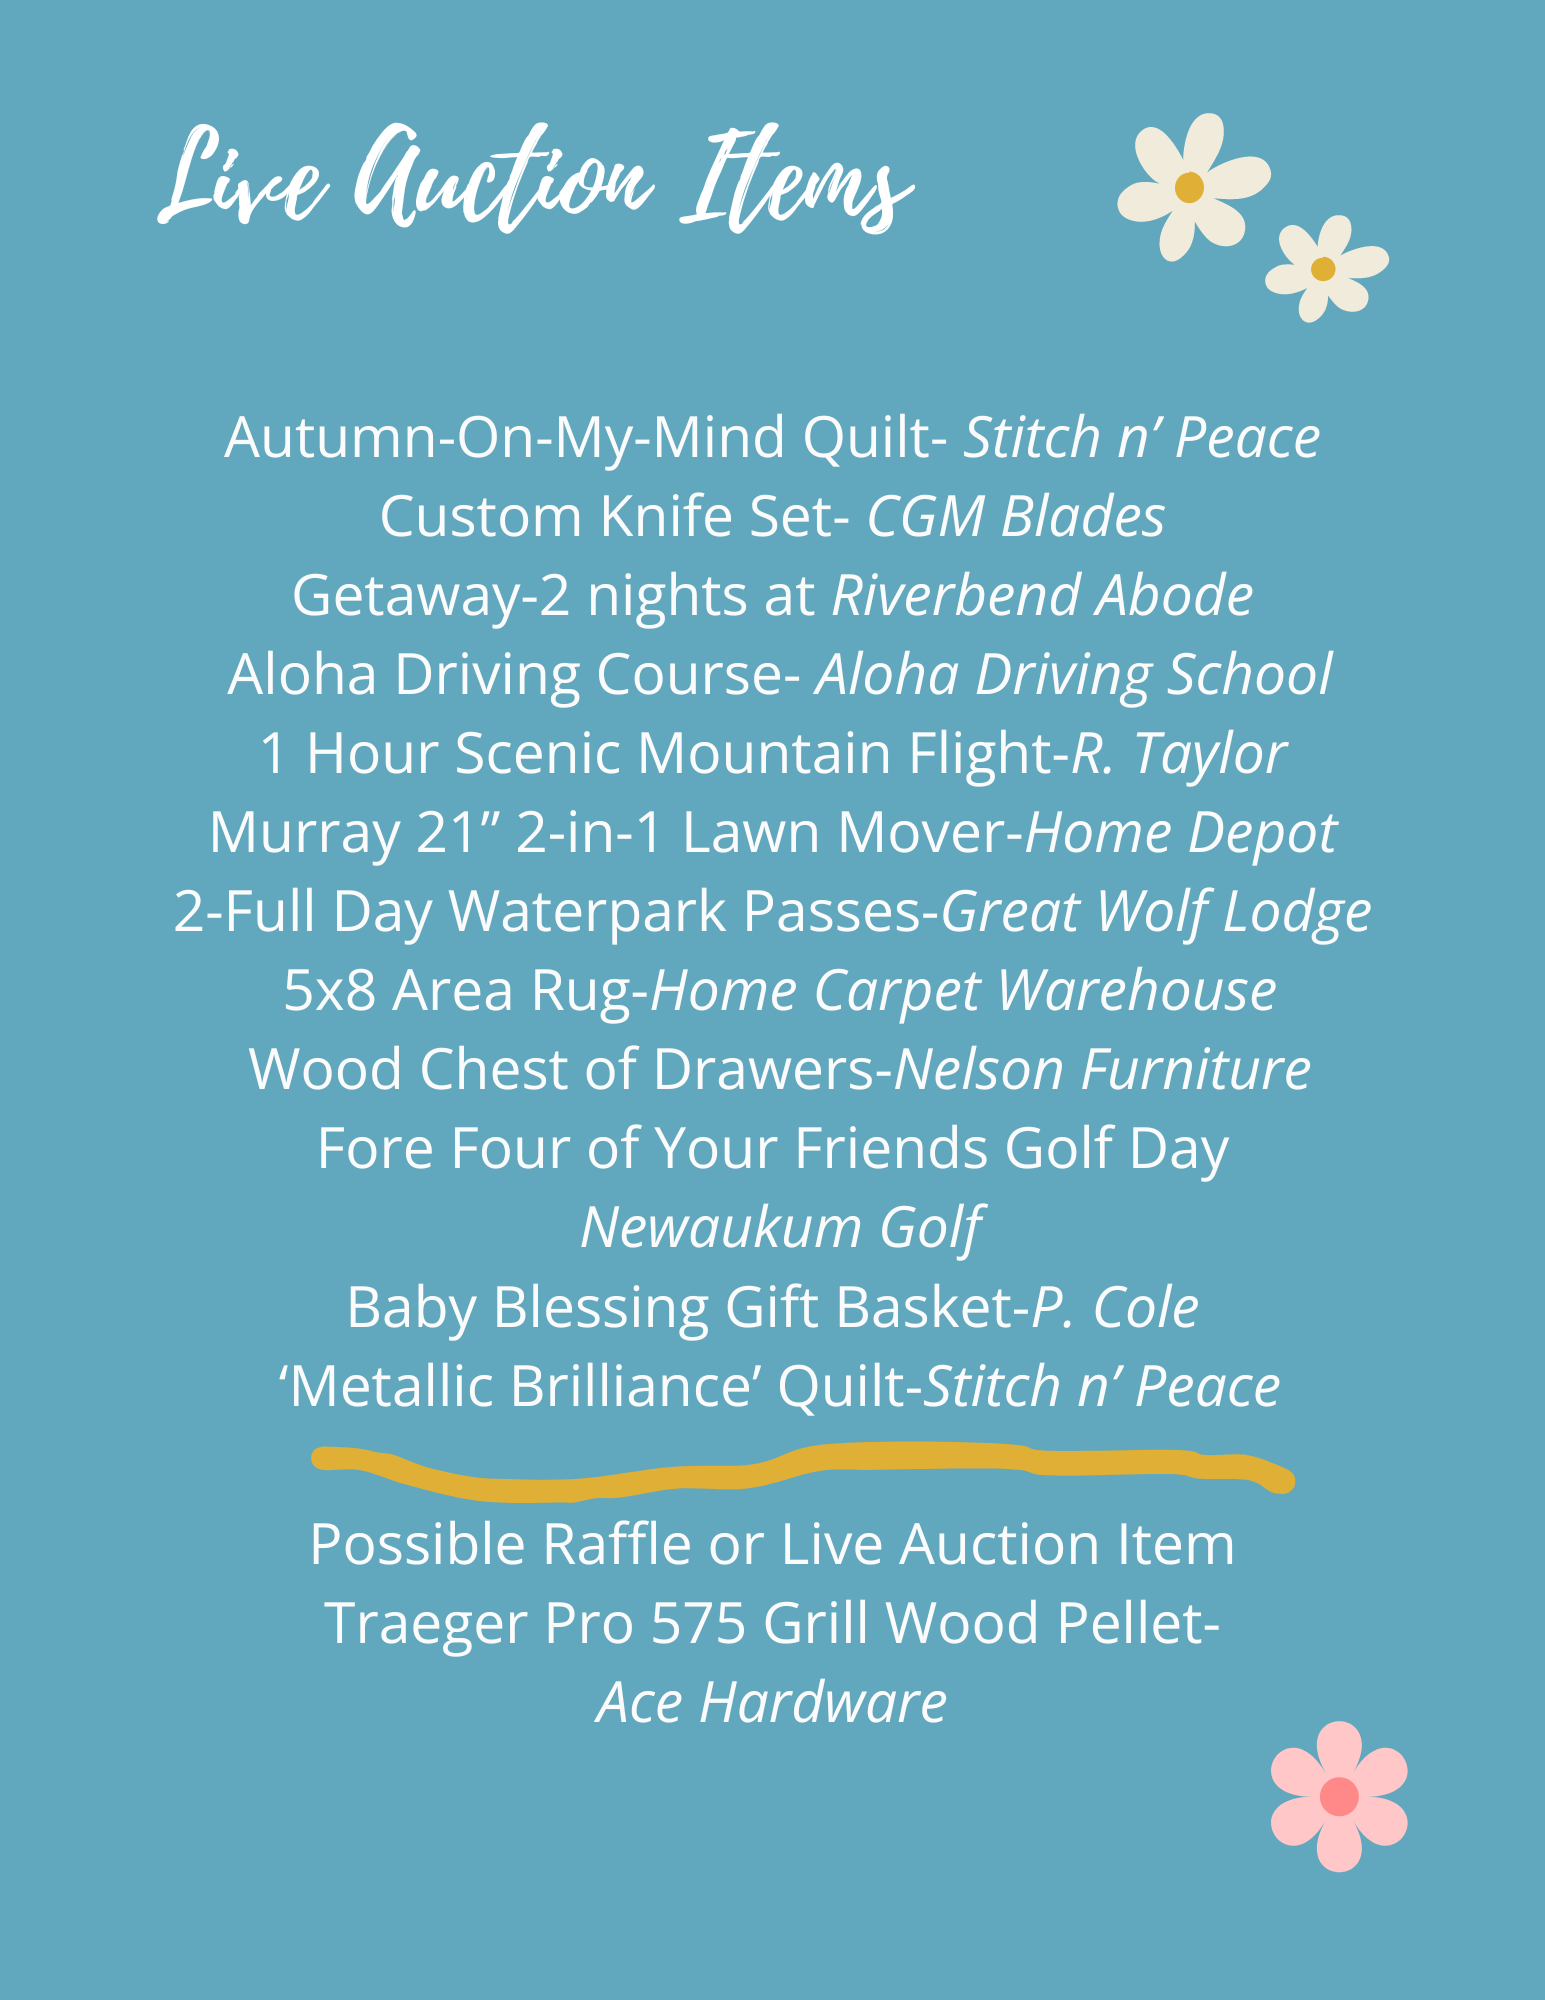 Live Auction Items
Autumn-On-My-Mind Quilt- Stitch n’ Peace
Custom Knife Set- CGM Blades
Getaway-2 nights at Riverbend Abode
Aloha Driving Course- Aloha Driving School
1 Hour Scenic Mountain Flight-R. Taylor
Murray 21” 2-in-1 Lawn Mover-Home Depot
2-Full Day Waterpark Passes-Great Wolf Lodge
5x8 Area Rug-Home Carpet Warehouse
Wood Chest of Drawers-Nelson Furniture
Fore Four of Your Friends Golf Day
Newaukum Golf
Baby Blessing Gift Basket-P. Cole
‘Metallic Brilliance’ Quilt-Stitch n’ Peace
Possible Raffle or Live Auction Item
Traeger Pro 575 Grill Wood Pellet-
Ace Hardware